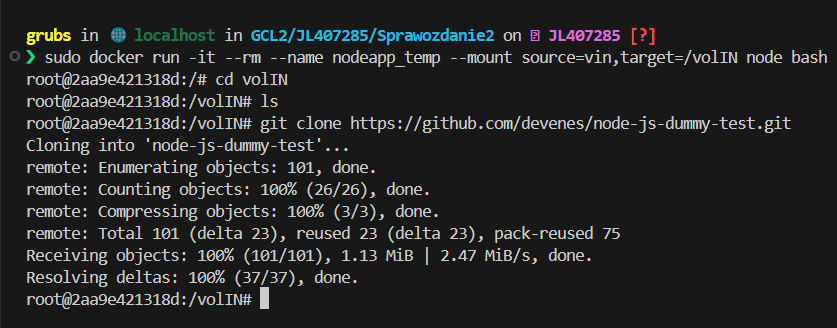 grubs in 🌐 localhost in GCL2/JL407285/Sprawozdanie2 on JL407285 [?]
❯ sudo docker run -it --rm --name nodeapp_temp --mount source=vin,target=/volIN node bash
root@2aa9e421318d:/# cd volIN
root@2aa9e421318d:/volIN# ls
root@2aa9e421318d:/volIN# git clone https://github.com/devenes/node-js-dummy-test.git
Cloning into 'node-js-dummy-test'...
remote: Enumerating objects: 101, done.
remote: Counting objects: 100% (26/26), done.
remote: Compressing objects: 100% (3/3), done.
remote: Total 101 (delta 23), reused 23 (delta 23), pack-reused 75
Receiving objects: 100% (101/101), 1.13 MiB | 2.47 MiB/s, done.
Resolving deltas: 100% (37/37), done.
root@2aa9e421318d:/volIN#